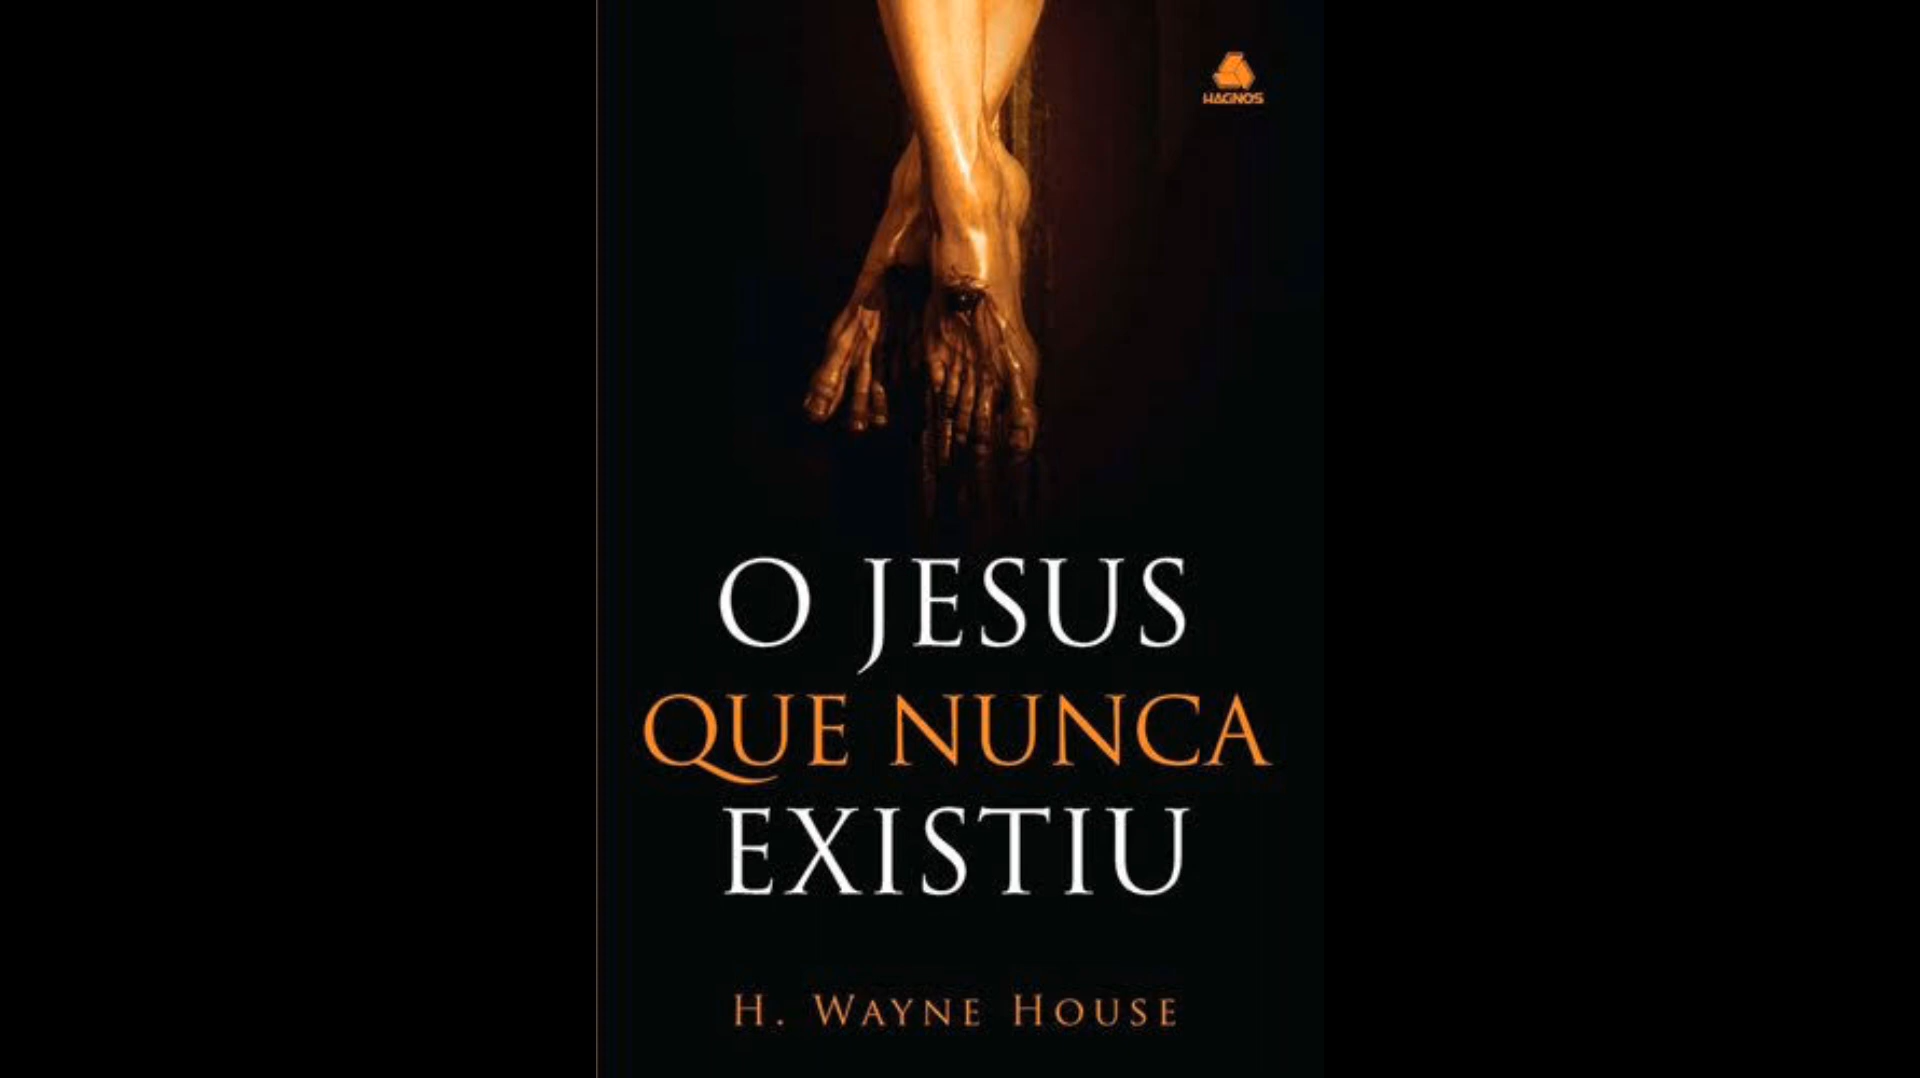 HAGNOS
O JESUS
QUE NUNCA
EXISTIU
H. WAYNE HOUSE